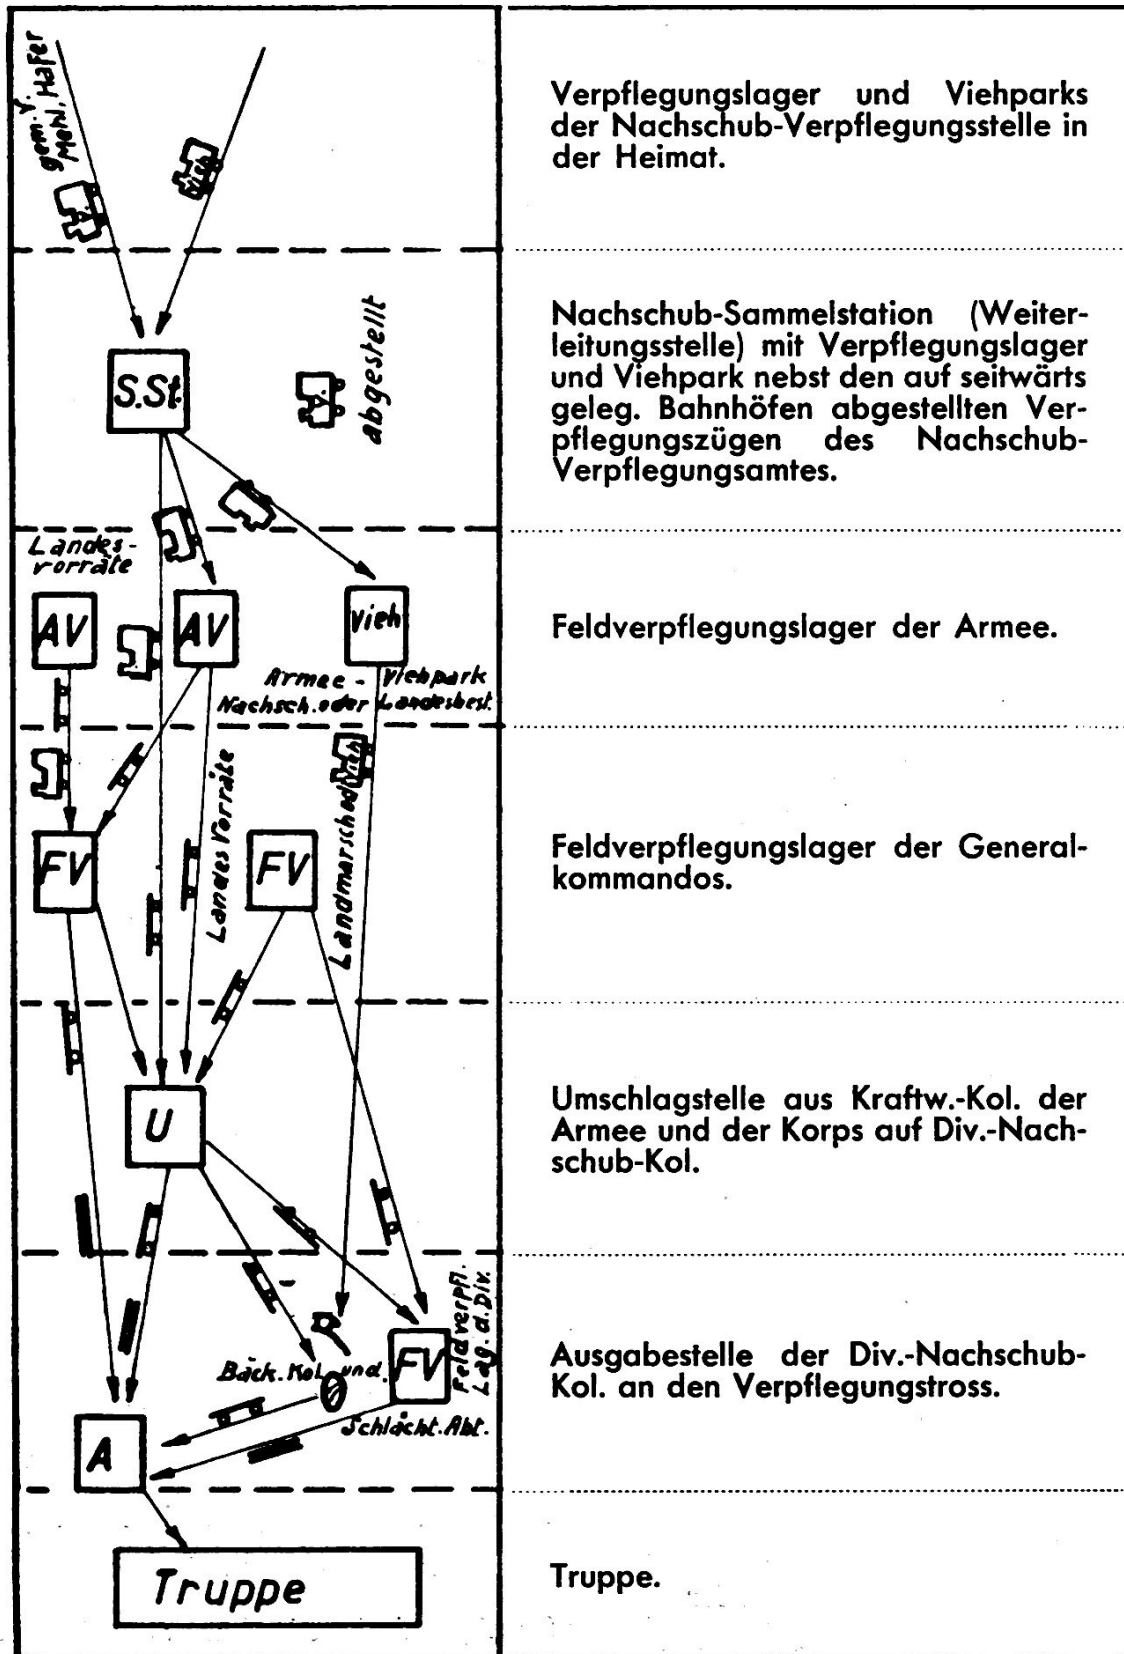 gem. V.
Mehl, Hafer
V.
Vieh
Verpflegungslager und Viehparks
der Nachschub-Verpflegungsstelle in
der Heimat.
S.St.
V.
abgestellt
Nachschub-Sammelstation (Weiter-
leitungsstelle) mit Verpflegungslager
und Viehpark nebst den auf seitwärts
geleg. Bahnhöfen abgestellten Ver-
pflegungszügen des Nachschub-
Verpflegungsamtes.
Landes-
vorräte
AV
AV
Vieh
Armee - Viehpark
Nachsch. oder Landesbest.
Feldverpflegungslager der Armee.
FV
Landes Vorräte
FV
Landmarsch od
Vieh
Feldverpflegungslager der General-
kommandos.
U
Umschlagstelle aus Kraftw.-Kol. der
Armee und der Korps auf Div.-Nach-
schub-Kol.
Bäck. Kol. und.
Schlächt. Abt.
FV
Feldverpfl.
Lag. d. Div.
A
Ausgabestelle der Div.-Nachschub-
Kol. an den Verpflegungstross.
Truppe
Truppe.